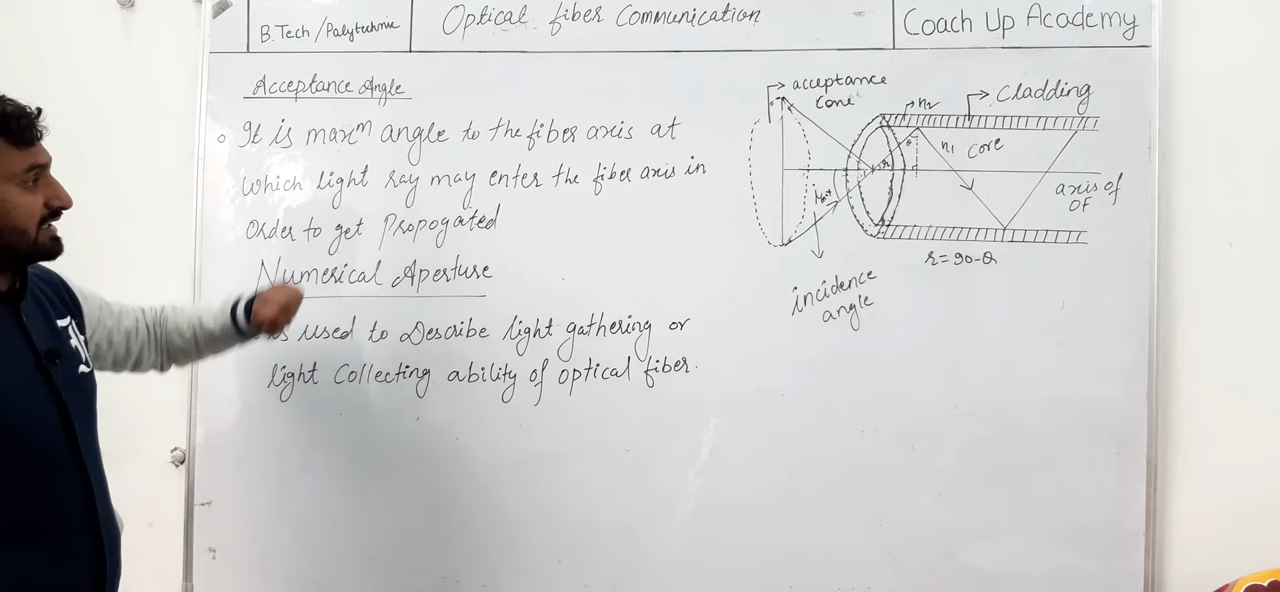 B.Tech/Polytechnic
Optical fiber Communication
Coach Up Academy
Acceptance Angle
It is maxm angle to the fiber axis at
which light ray may enter the fiber axis in
Order to get Propogated
Numerical Aperture
is used to Describe light gathering or
light Collecting ability of optical fiber.
acceptance
cone
n2
Cladding
n1
core
θ
r
axis of
OF
r=90-θ
incidence
angle